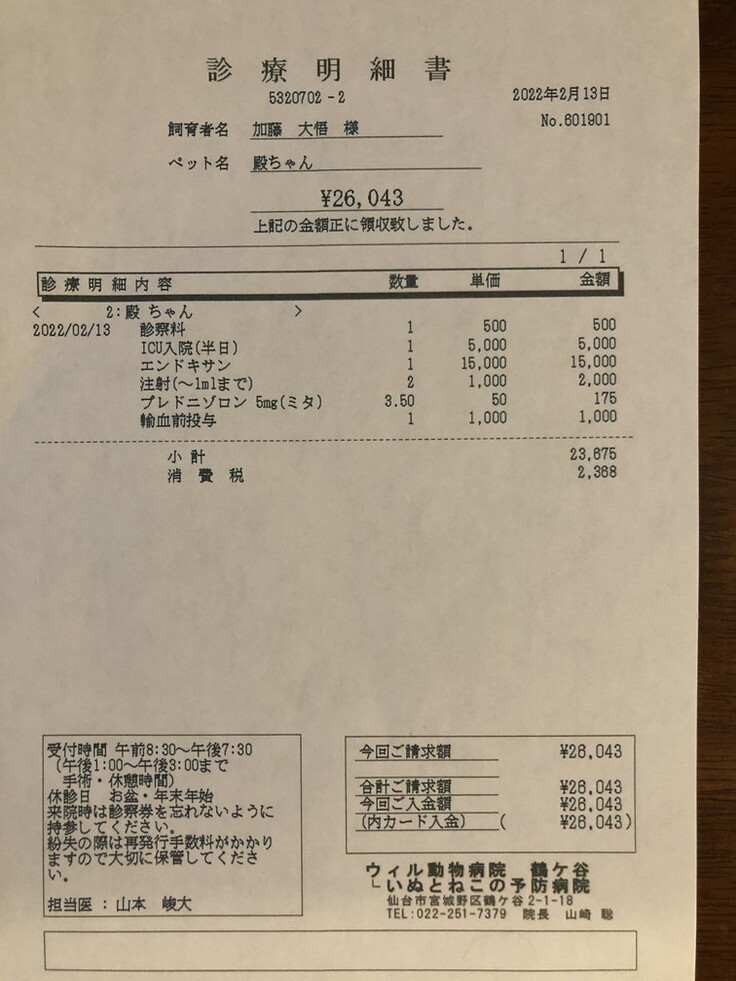 診療明細書
5320702-2
2022年2月13日
No.601901
飼育者名 加藤 大悟 様
ペット名 殿ちゃん
¥26,043
上記の金額正に領収致しました。
1 / 1
診療明細内容 数量 単価 金額
< 2:殿 ちゃん >
2022/02/13 診察料 1 500 500
ICU入院(半日) 1 5,000 5,000
エンドキサン 1 15,000 15,000
注射(〜1mlまで) 2 1,000 2,000
プレドニゾロン 5mg(ミタ) 3.50 50 175
輸血前投与 1 1,000 1,000
小計 23,675
消費税 2,368
受付時間 午前8:30〜午後7:30
(午後1:00〜午後3:00まで
手術・休憩時間)
休診日 お盆・年末年始
来院時は診察券を忘れないように
持参してください。
紛失の際は再発行手数料がかかり
ますので大切に保管してくださ
い。
担当医 : 山本 峻大
今回ご請求額 ¥26,043
合計ご請求額 ¥26,043
今回ご入金額 ¥26,043
(内カード入金) ( ¥26,043)
ウィル動物病院 鶴ケ谷
└いぬとねこの予防病院
仙台市宮城野区鶴ケ谷2-1-18
TEL:022-251-7379 院長 山崎 聡